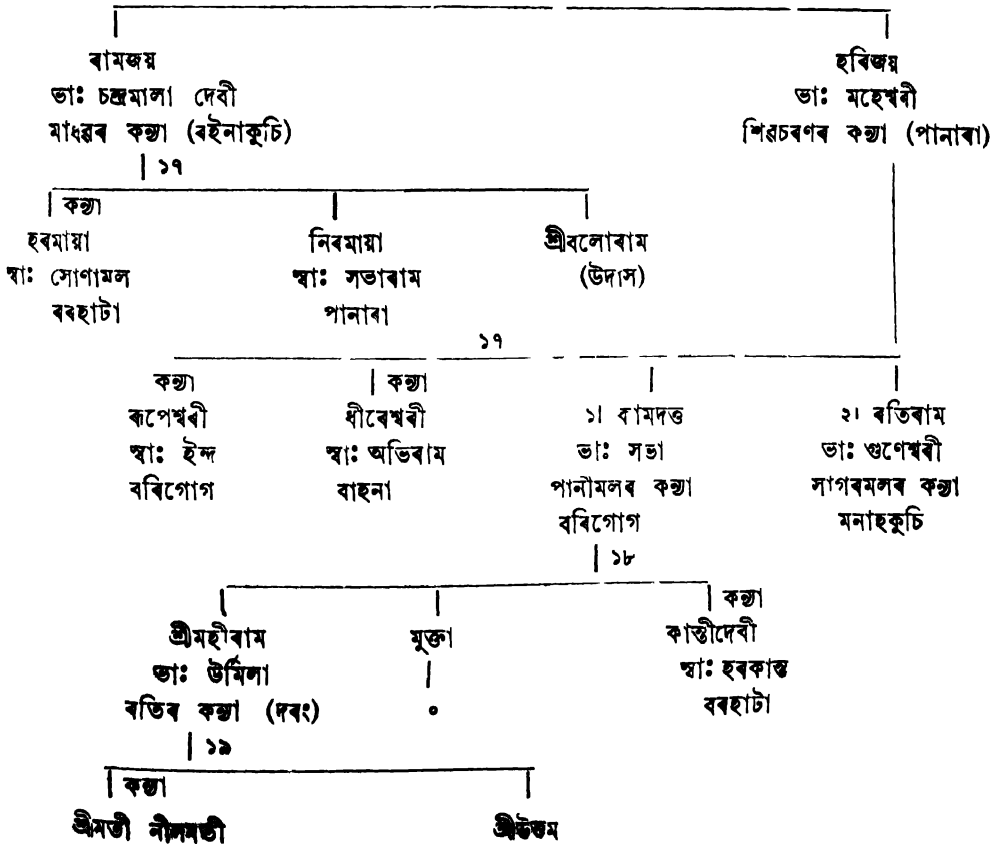 ৰামজয় হৰিজয়
ভা: চন্দ্ৰমালা দেবী ভা: মহেশ্বৰী
মাধৱৰ কন্যা (ৰইনাকুচি) শিৱচৰণৰ কন্যা (পানাৰা)
১৭
কন্যা
হৰমায়া নিৰমায়া শ্ৰীবলোৰাম
স্বা: সোণামল স্বা: সভাৰাম (উদাস)
বৰহাটা পানাৰা
১৭
কন্যা কন্যা
ৰূপেশ্বৰী ধীৰেশ্বৰী ১। ৰামদত্ত ২। ৰতিৰাম
স্বা: ইন্দ স্বা: অভিৰাম ভা: সভা ভা: গুণেশ্বৰী
বৰিগোগ বাহনা পানীমলৰ কন্যা সাগৰমলৰ কন্যা
বৰিগোগ মনাহকুচি
১৮
কন্যা
শ্ৰীমহীৰাম মুক্তা কান্তীদেবী
ভা: উৰ্মিলা স্বা: হৰকান্ত
ৰতিৰ কন্যা (দৰং) ০ বৰহাটা
১৯
কন্যা
শ্ৰীমতী নীলমতী শ্ৰীউত্তম